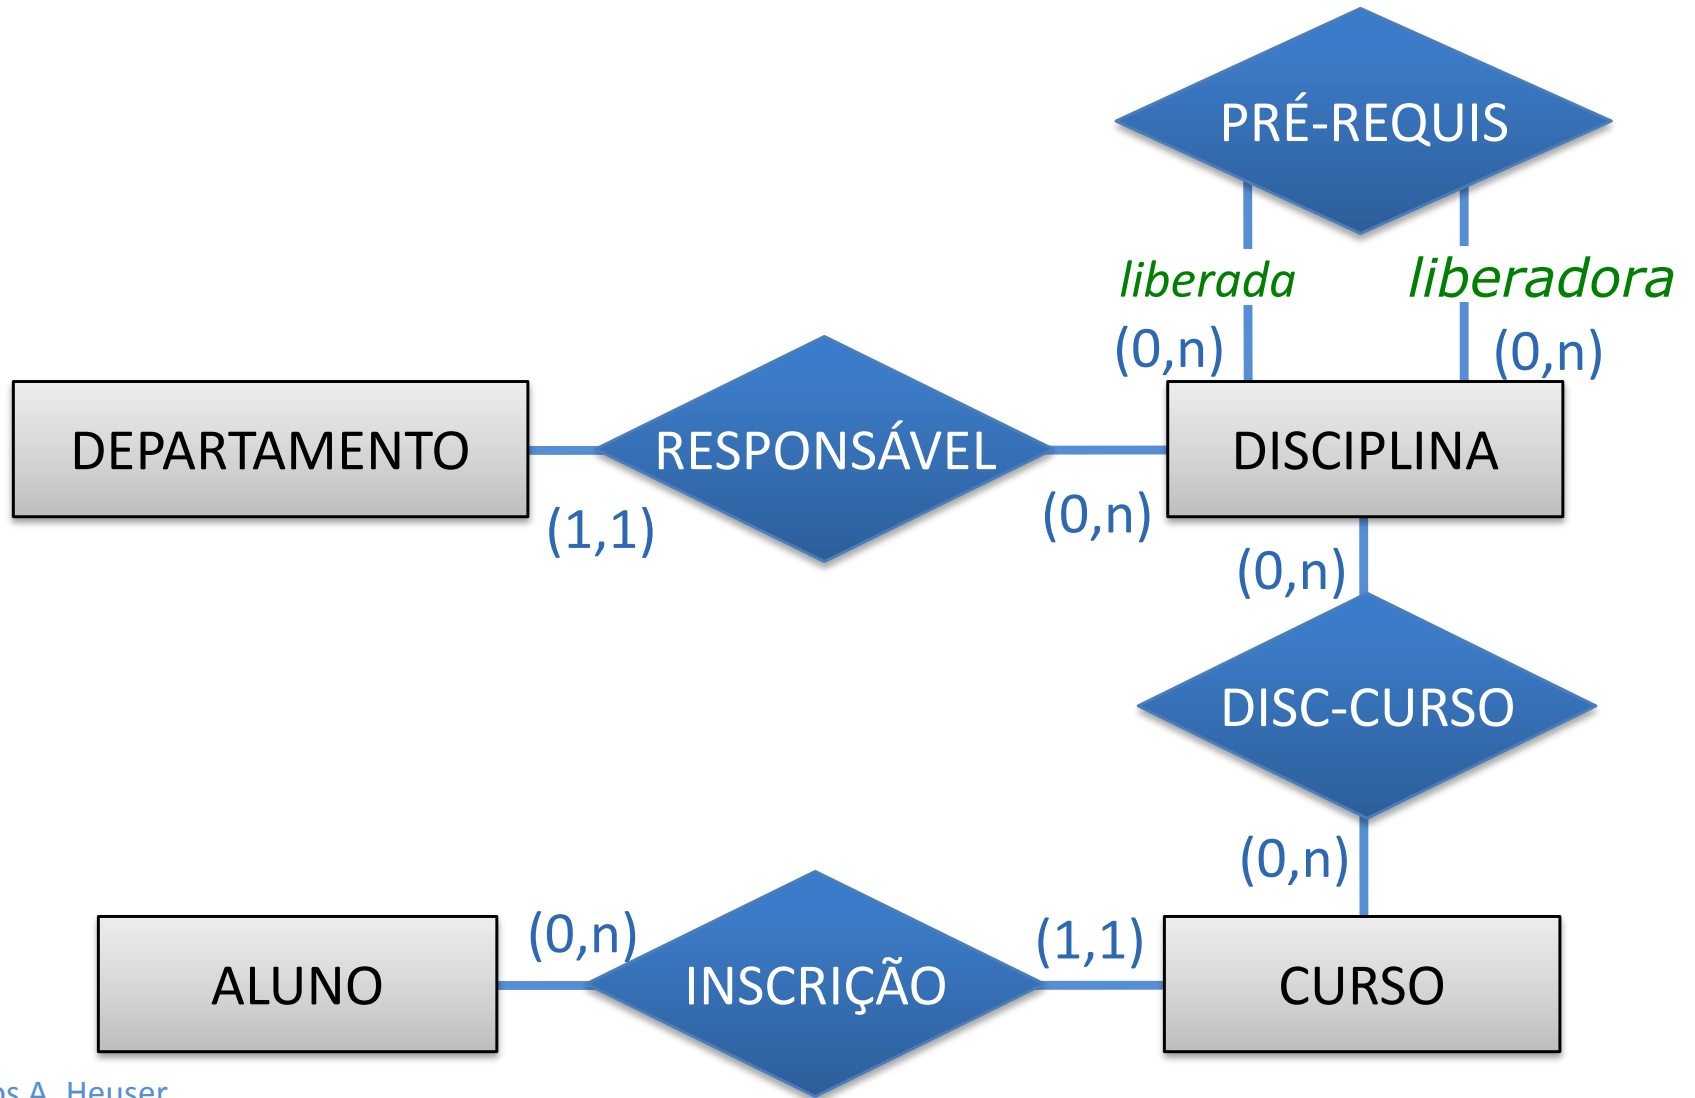 PRÉ-REQUIS
liberada
liberadora
(0,n)
(0,n)
DEPARTAMENTO
RESPONSÁVEL
DISCIPLINA
(1,1)
(0,n)
(0,n)
DISC-CURSO
(0,n)
(0,n)
(1,1)
ALUNO
INSCRIÇÃO
CURSO
A. Heuser